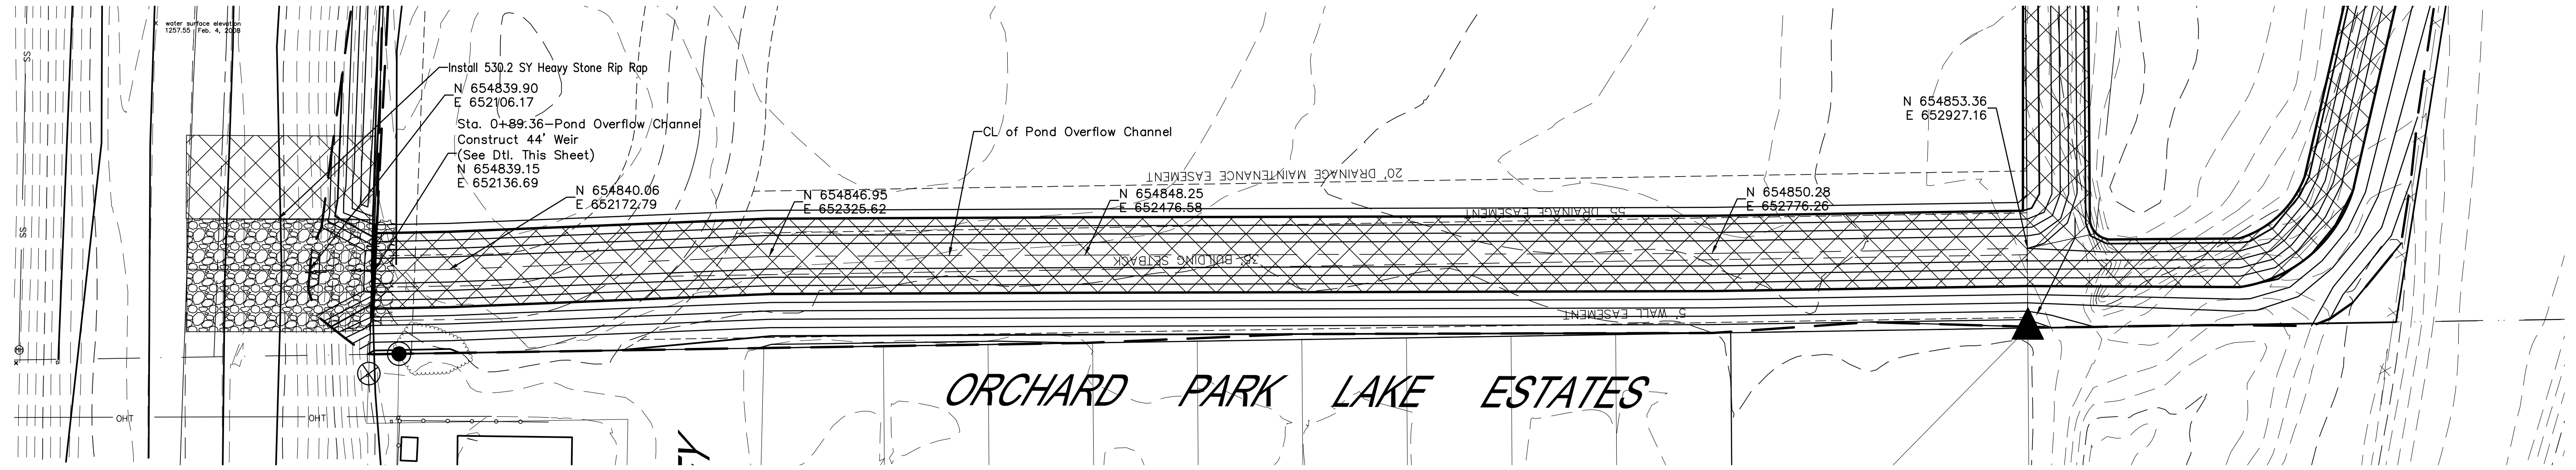 water surface elevation
1257.55 Feb. 4, 2008
SS
Install 530.2 SY Heavy Stone Rip Rap
N 654839.90
E 652106.17
Sta. 0+89.36-Pond Overflow Channel
Construct 44' Weir
(See Dtl. This Sheet)
N 654839.15
E 652136.69
N 654840.06
E 652172.79
N 654846.95
E 652325.62
CL of Pond Overflow Channel
20' DRAINAGE MAINTENANCE EASEMENT
N 654848.25
E 652476.58
55' DRAINAGE EASEMENT
N 654850.28
E 652776.26
N 654853.36
E 652927.16
SS
35' BUILDING SETBACK
5' WALL EASEMENT
ORCHARD PARK LAKE ESTATES
OHT
OHT